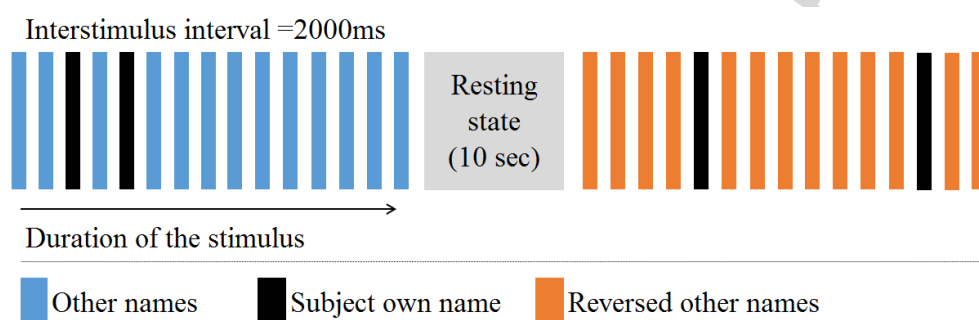 Interstimulus interval =2000ms
Resting
state
(10 sec)
Duration of the stimulus
Other names
Subject own name
Reversed other names